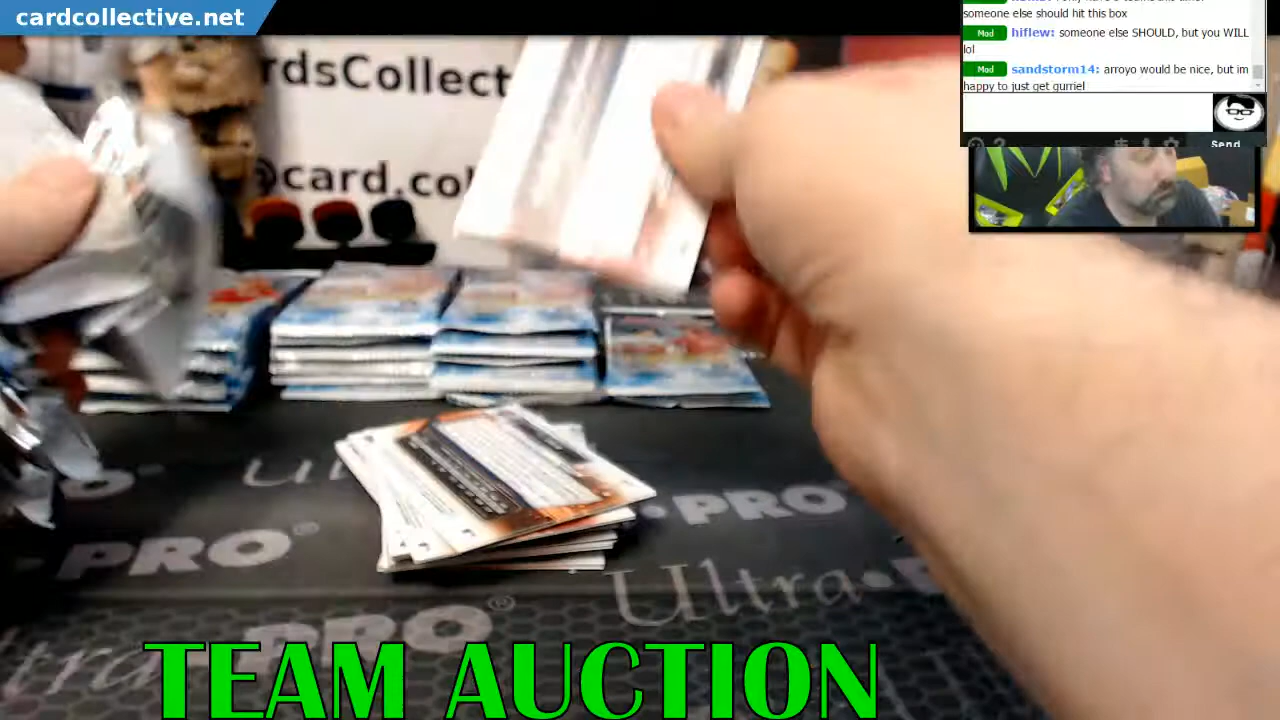 cardcollective.net
someone else should hit this box
Mod hiflew: someone else SHOULD, but you WILL
lol
Mod sandstorm14: arroyo would be nice, but im
happy to just get gurriel
Send
rdsCollect
@card.co
PRO
PRO
Ultra PRO
PRO
TEAM AUCTION